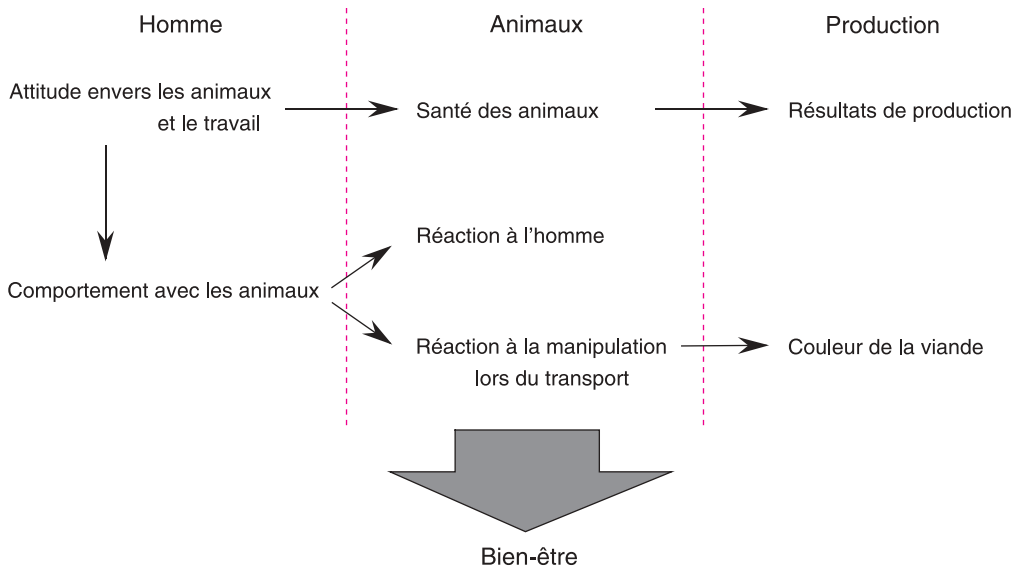 Homme
Animaux
Production
Attitude envers les animaux
et le travail
Santé des animaux
Résultats de production
Réaction à l'homme
Comportement avec les animaux
Réaction à la manipulation
lors du transport
Couleur de la viande
Bien-être